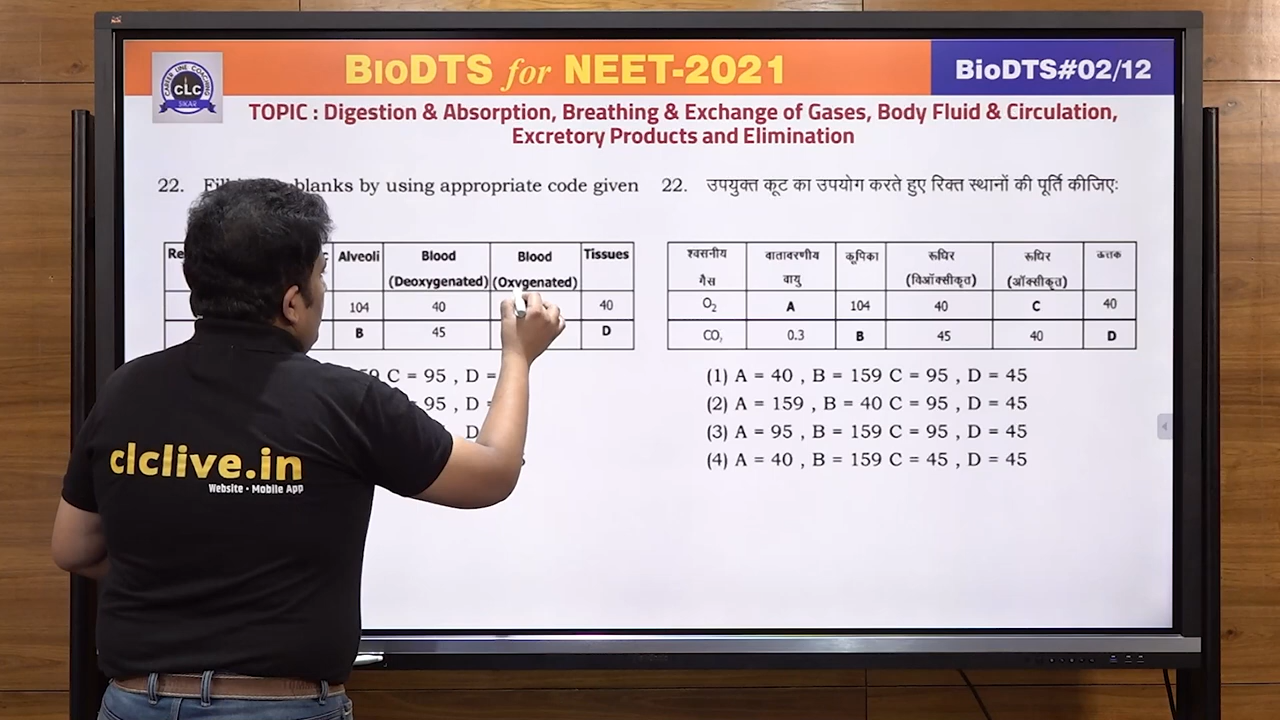 BIODTS for NEET-2021
BioDTS#02/12
CAREER LINE COACHING
CLC
SIKAR
TOPIC : Digestion & Absorption, Breathing & Exchange of Gases, Body Fluid & Circulation,
Excretory Products and Elimination
22. blanks by using appropriate code given
Alveoli Blood Blood Tissues
(Deoxygenated) (Oxygenated)
104 40 40
B 45 D
C = 95 , D =
95 , D
D
22. उपयुक्त कूट का उपयोग करते हुए रिक्त स्थानों की पूर्ति कीजिए:
श्वसनीय वातावरणीय कूपिका रूधिर रूधिर ऊतक
गैस वायु (विऑक्सीकृत) (ऑक्सीकृत)
O₂ A 104 40 C 40
CO₂ 0.3 B 45 40 D
(1) A = 40 , B = 159 C = 95 , D = 45
(2) A = 159 , B = 40 C = 95 , D = 45
(3) A = 95 , B = 159 C = 95 , D = 45
(4) A = 40 , B = 159 C = 45 , D = 45
clclive.in
Website • Mobile App